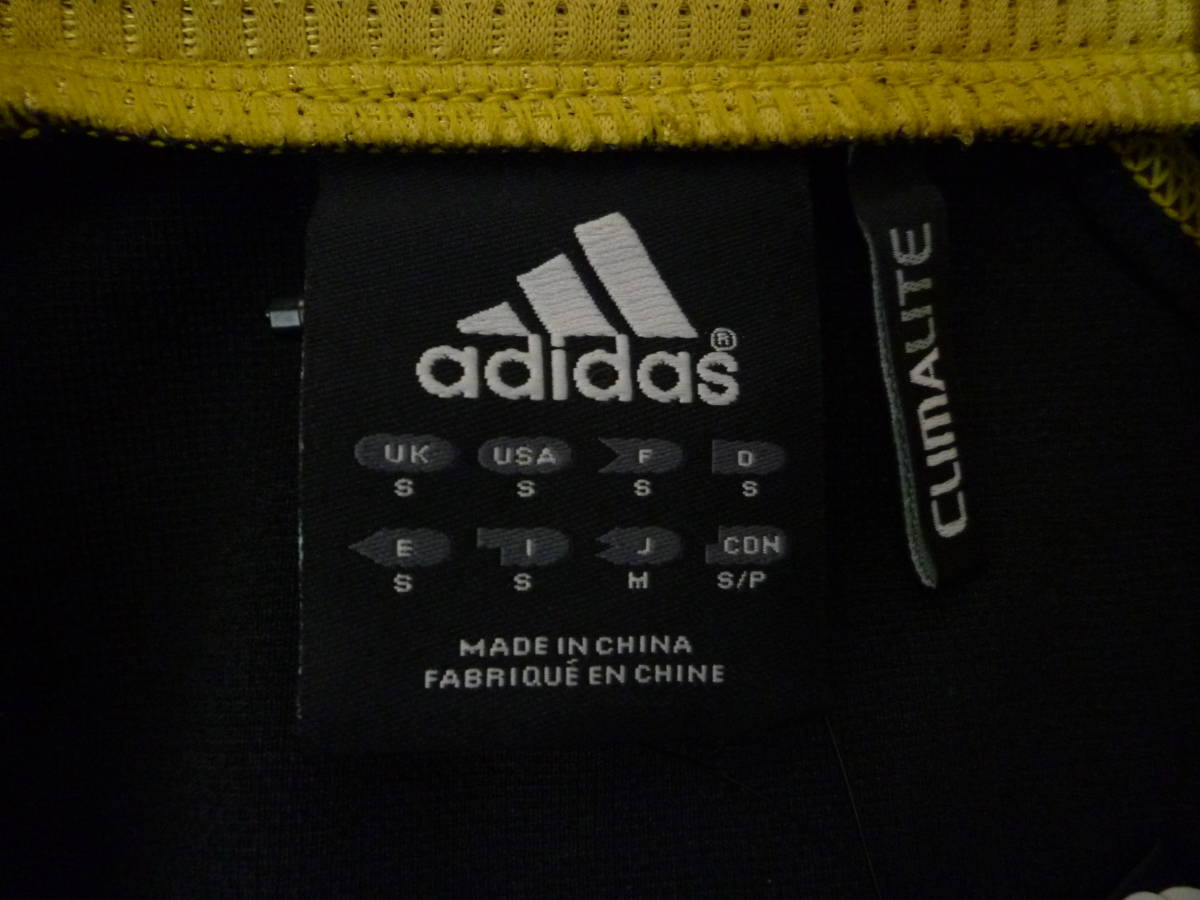 adidas®
UK USA F D
S S S S
E I J CDN
S S M S/P
MADE IN CHINA
FABRIQUÉ EN CHINE
CLIMALITE